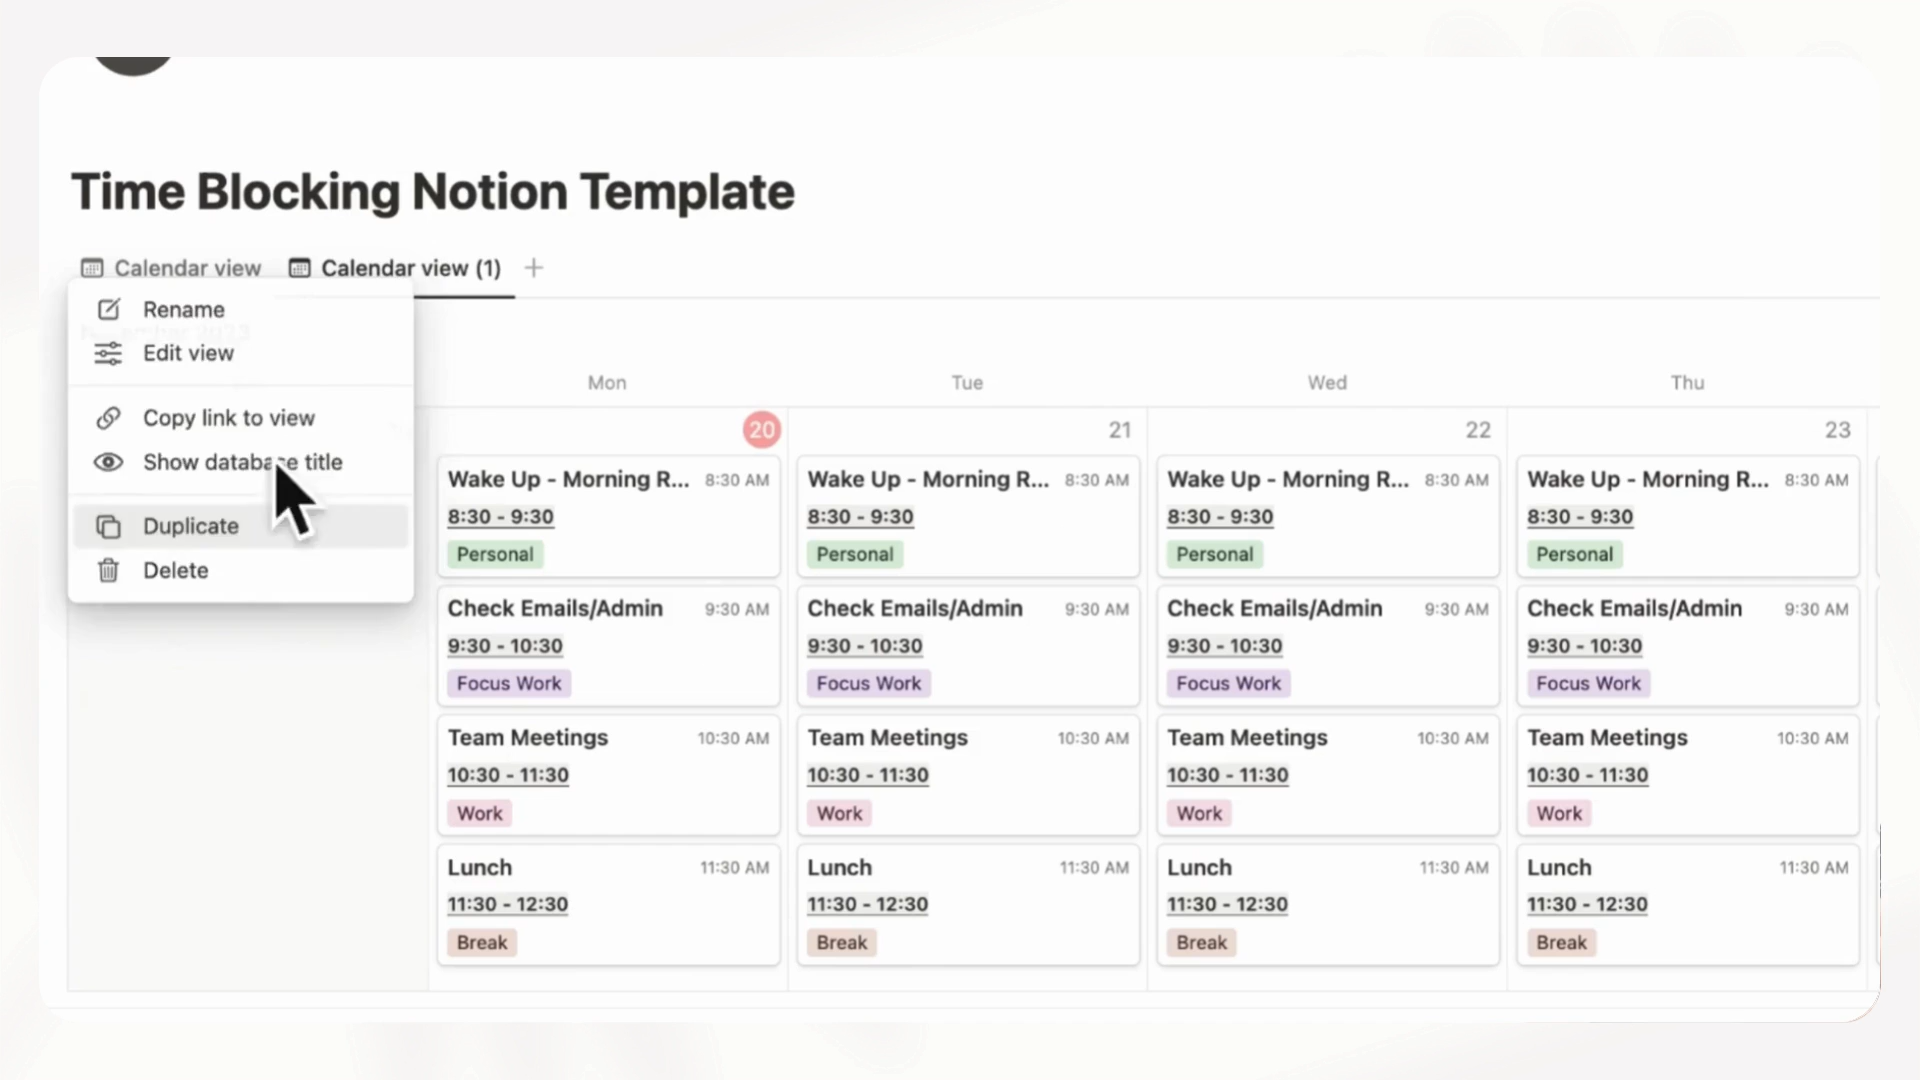 Time Blocking Notion Template
Calendar view
Calendar view (1)
Rename
Edit view
Copy link to view
Show database title
Duplicate
Delete
Mon Tue Wed Thu
20 21 22 23
Wake Up - Morning R... 8:30 AM
8:30 - 9:30
Personal
Check Emails/Admin 9:30 AM
9:30 - 10:30
Focus Work
Team Meetings 10:30 AM
10:30 - 11:30
Work
Lunch 11:30 AM
11:30 - 12:30
Break
Wake Up - Morning R... 8:30 AM
8:30 - 9:30
Personal
Check Emails/Admin 9:30 AM
9:30 - 10:30
Focus Work
Team Meetings 10:30 AM
10:30 - 11:30
Work
Lunch 11:30 AM
11:30 - 12:30
Break
Wake Up - Morning R... 8:30 AM
8:30 - 9:30
Personal
Check Emails/Admin 9:30 AM
9:30 - 10:30
Focus Work
Team Meetings 10:30 AM
10:30 - 11:30
Work
Lunch 11:30 AM
11:30 - 12:30
Break
Wake Up - Morning R... 8:30 AM
8:30 - 9:30
Personal
Check Emails/Admin 9:30 AM
9:30 - 10:30
Focus Work
Team Meetings 10:30 AM
10:30 - 11:30
Work
Lunch 11:30 AM
11:30 - 12:30
Break